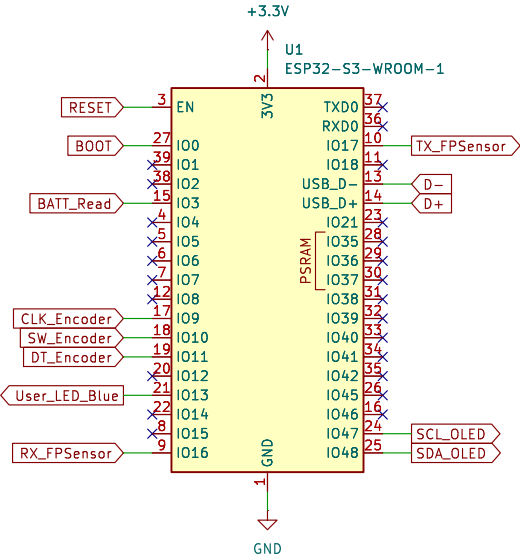 +3.3V
U1
ESP32-S3-WROOM-1
2
3V3
RESET 3 EN TXD0 37
RXD0 36
BOOT 27 IO0 IO17 10 TX_FPSensor
39 IO1 IO18 11
38 IO2 USB_D- 13 D-
BATT_Read 15 IO3 USB_D+ 14 D+
4 IO4 IO21 23
5 IO5 IO35 28
PSRAM
6 IO6 IO36 29
7 IO7 IO37 30
12 IO8 IO38 31
CLK_Encoder 17 IO9 IO39 32
SW_Encoder 18 IO10 IO40 33
DT_Encoder 19 IO11 IO41 34
20 IO12 IO42 35
User_LED_Blue 21 IO13 IO45 26
22 IO14 IO46 16
8 IO15 IO47 24 SCL_OLED
RX_FPSensor 9 IO16 IO48 25 SDA_OLED
GND
1
GND